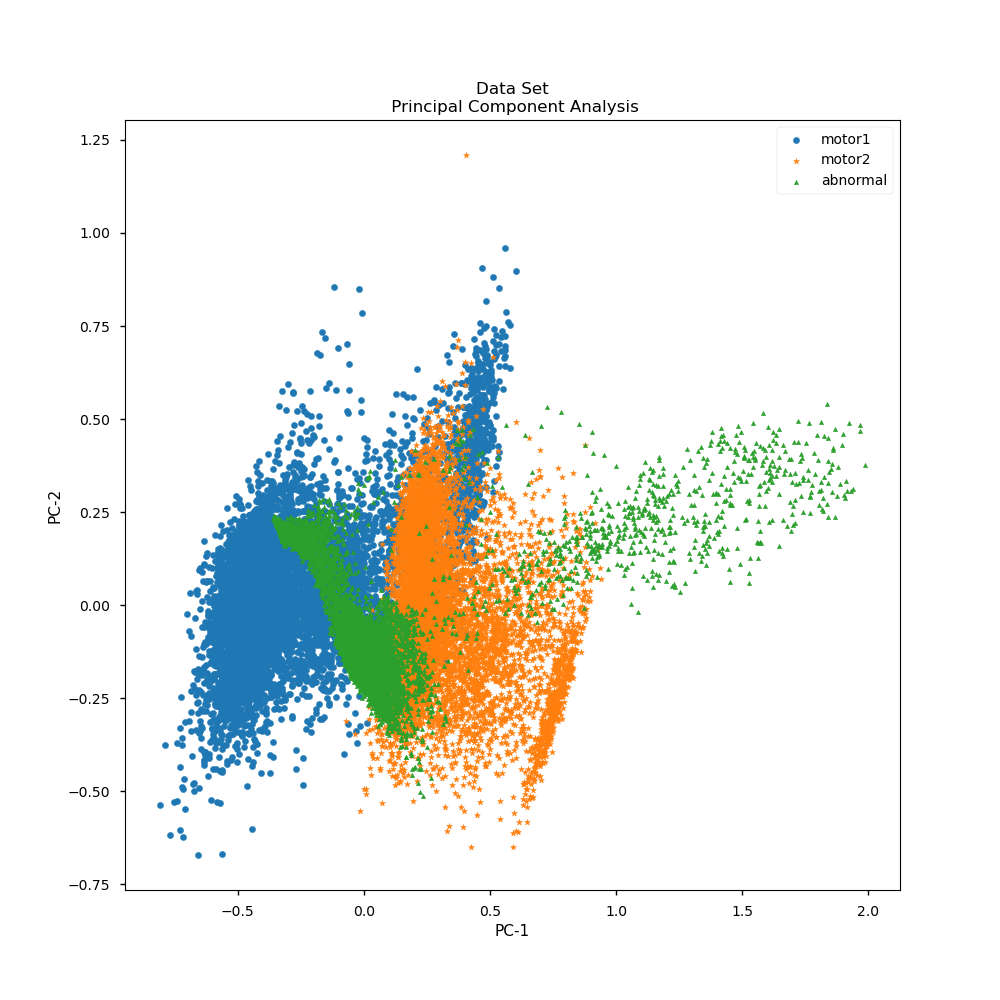 Data Set
Principal Component Analysis
motor1
motor2
abnormal
1.25
1.00
0.75
0.50
0.25
0.00
−0.25
−0.50
−0.75
PC-2
−0.5
0.0
0.5
1.0
1.5
2.0
PC-1